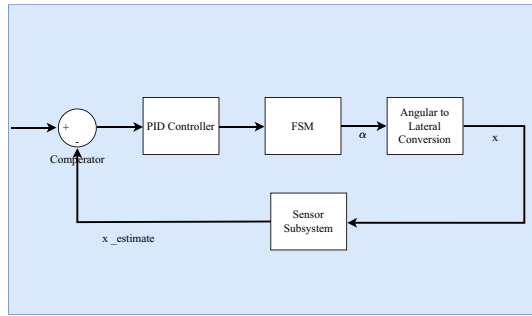 +
-
Comperator
PID Controller
FSM
α
Angular to
Lateral
Conversion
x
Sensor
Subsystem
x _estimate